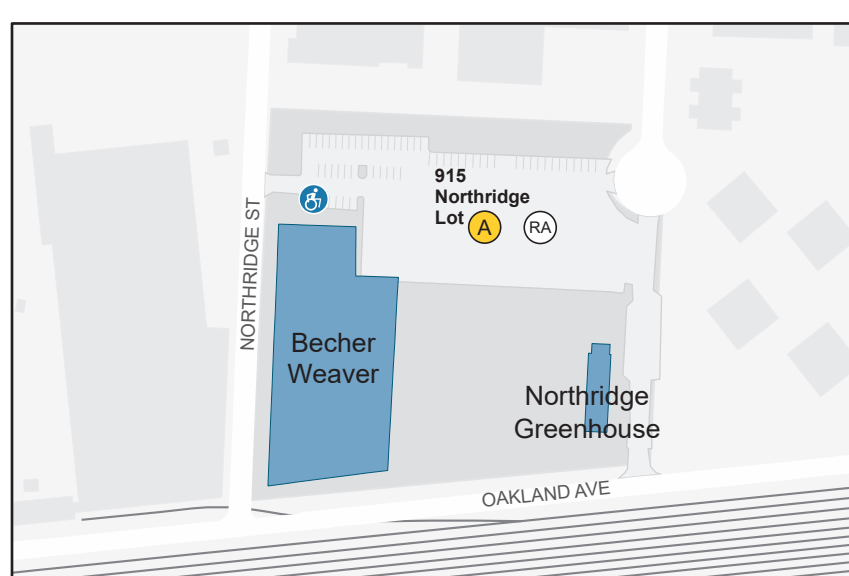 915
Northridge
Lot
A
RA
NORTHRIDGE ST
Becher
Weaver
Northridge
Greenhouse
OAKLAND AVE